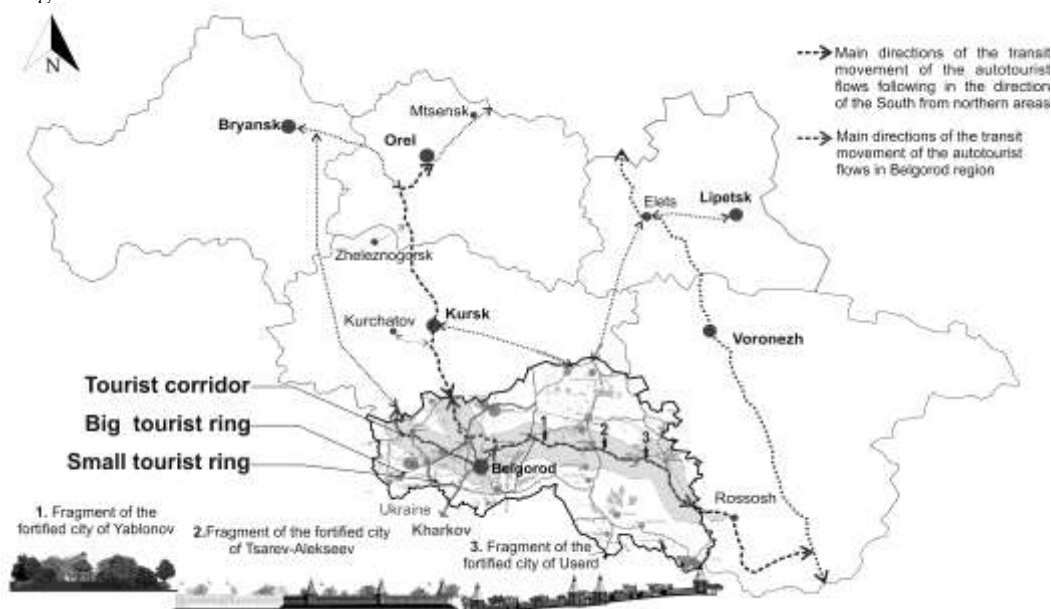 N
Main directions of the transit
movement of the autotourist
flows following in the direction
of the South from northern areas
Main directions of the transit
movement of the autotourist
flows in Belgorod region
Mtsensk
Bryansk
Orel
Elets
Lipetsk
Zheleznogorsk
Kurchatov
Kursk
Voronezh
Tourist corridor
Big tourist ring
Small tourist ring
1
2
3
Belgorod
Rossosh
Ukraine
Kharkov
1. Fragment of the
fortified city of Yablonov
2.Fragment of the fortified city
of Tsarev-Alekseev
3. Fragment of the
fortified city of Userd